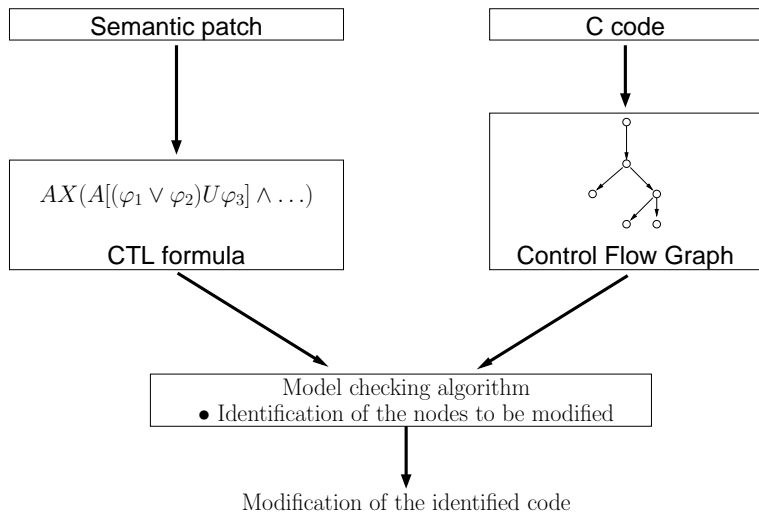 Semantic patch
C code
AX(A[(φ₁ ∨ φ₂)Uφ₃] ∧ …)
CTL formula
Control Flow Graph
Model checking algorithm
• Identification of the nodes to be modified
Modification of the identified code